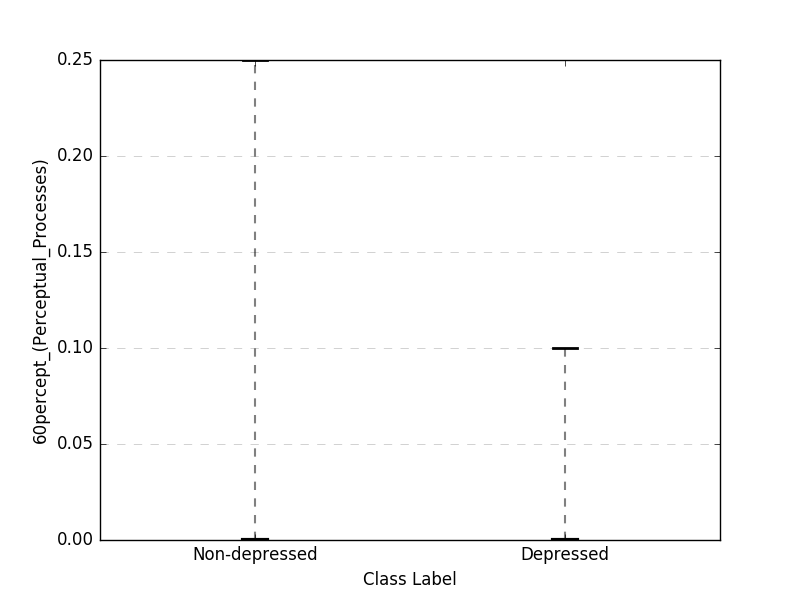 0.25
0.20
0.15
0.10
0.05
0.00
60percept_(Perceptual_Processes)
Non-depressed
Depressed
Class Label